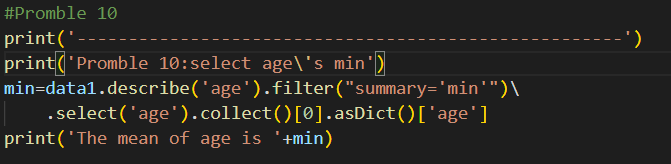 #Promble 10
print('------------------------------------------------------')
print('Promble 10:select age\'s min')
min=data1.describe('age').filter("summary='min'")\
    .select('age').collect()[0].asDict()['age']
print('The mean of age is '+min)